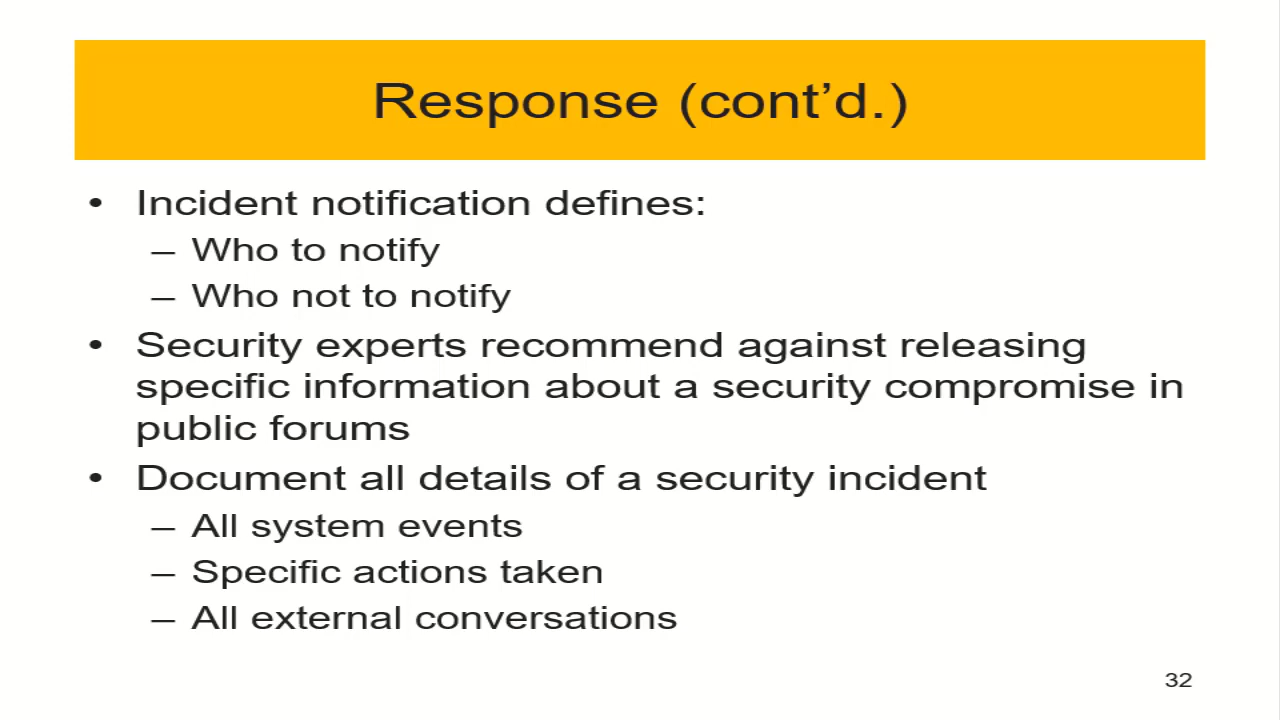 Response (cont’d.)
• Incident notification defines:
– Who to notify
– Who not to notify
• Security experts recommend against releasing
specific information about a security compromise in
public forums
• Document all details of a security incident
– All system events
– Specific actions taken
– All external conversations
32